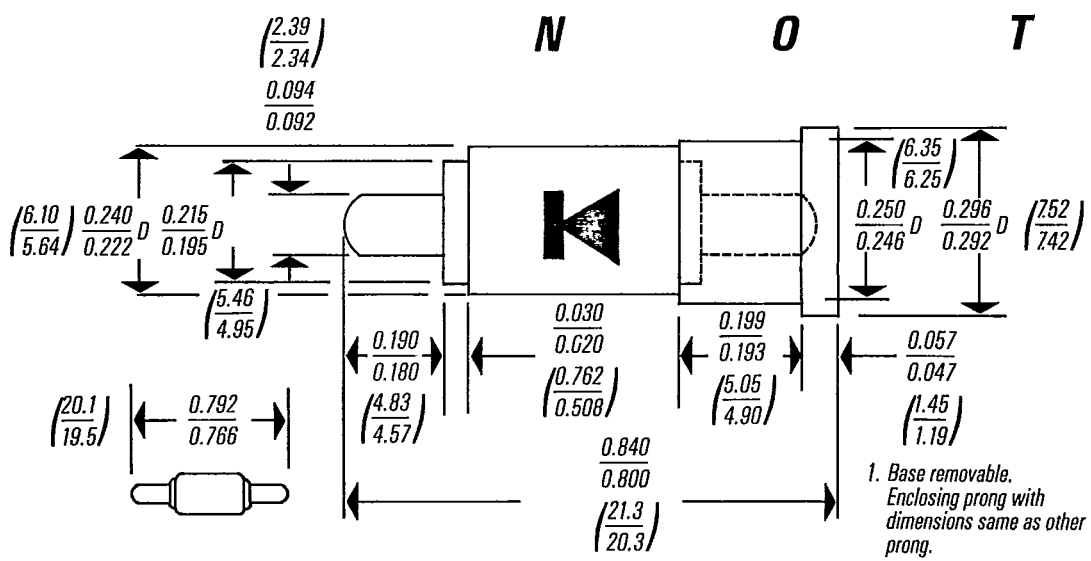 N O T
(2.39/2.34)
0.094/0.092
(6.10/5.64) 0.240/0.222 D 0.215/0.195 D
(5.46/4.95)
(6.35/6.25)
0.250/0.246 D 0.296/0.292 D (7.52/7.42)
0.190/0.180
(4.83/4.57)
0.030/0.020
(0.762/0.508)
0.199/0.193
(5.05/4.90)
0.057/0.047
(1.45/1.19)
(20.1/19.5) 0.792/0.766
0.840/0.800
(21.3/20.3)
1. Base removable.
Enclosing prong with
dimensions same as other
prong.